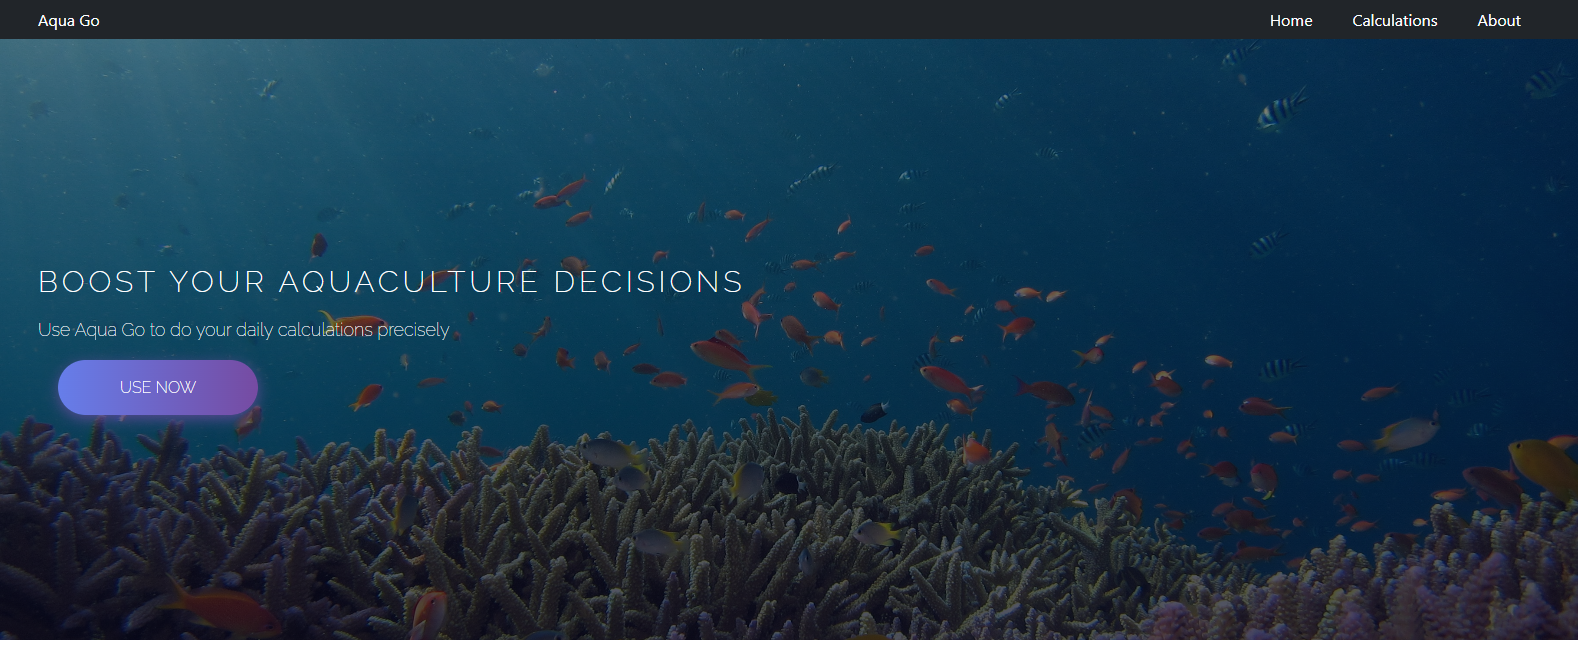 Aqua Go
Home
Calculations
About
BOOST YOUR AQUACULTURE DECISIONS
Use Aqua Go to do your daily calculations precisely
USE NOW